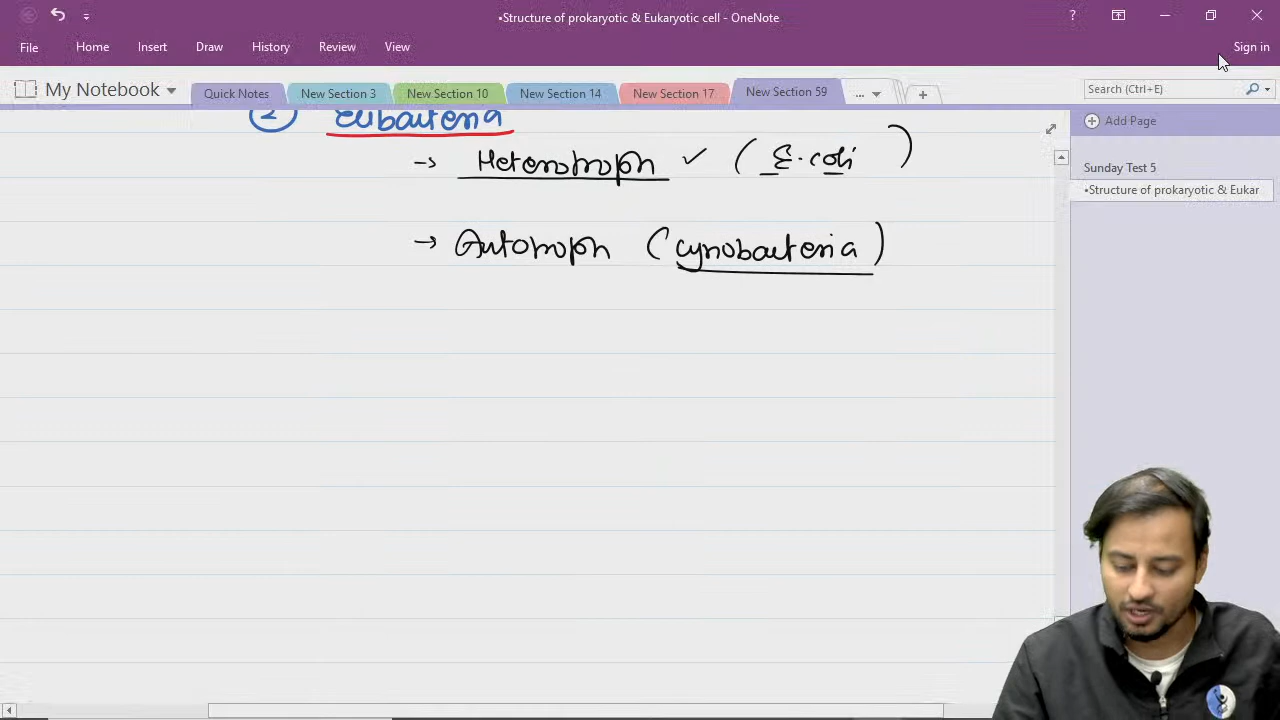 •Structure of prokaryotic & Eukaryotic cell - OneNote
?
File Home Insert Draw History Review View Sign in
My Notebook Quick Notes New Section 3 New Section 10 New Section 14 New Section 17 New Section 59 ... + Search (Ctrl+E)
Add Page
Sunday Test 5
•Structure of prokaryotic & Eukar
② Eubacteria
→ Heterotroph ✓ (E.coli)
→ Autotroph (cynobacteria)